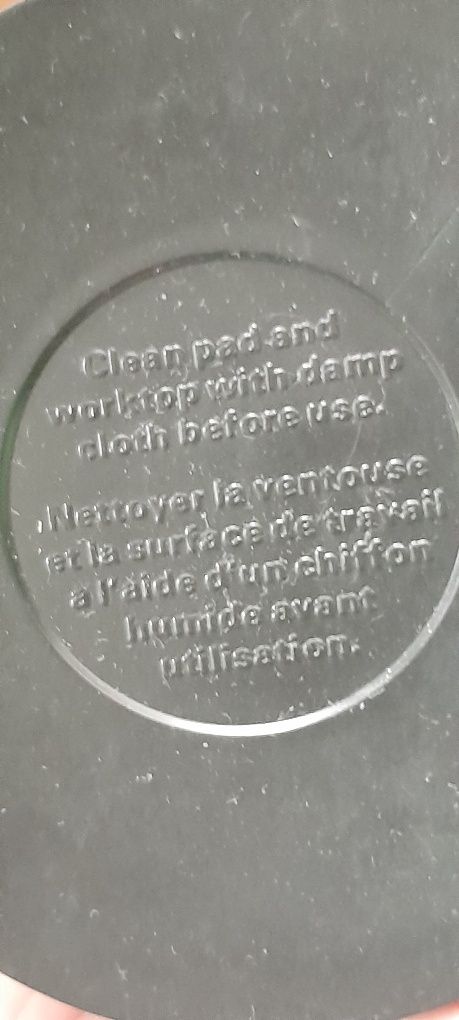 Clean pad and
worktop with damp
cloth before use.
Nettoyer la ventouse
et la surface de travail
à l'aide d'un chiffon
humide avant
utilisation.